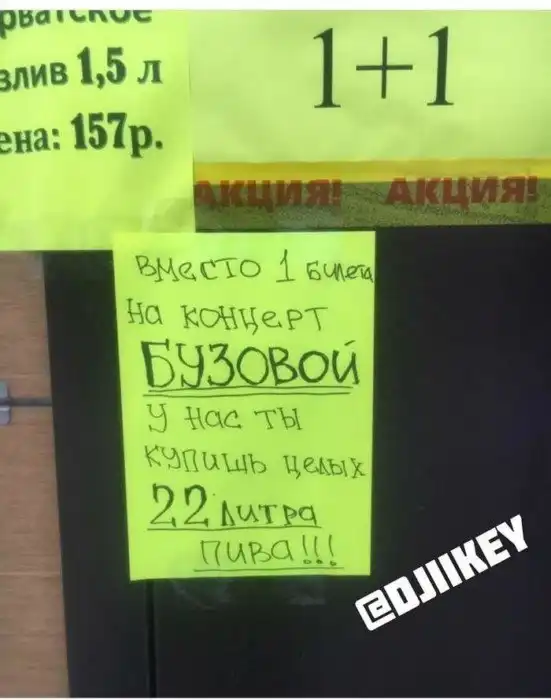 рватское
злив 1,5 л
ена: 157р.
1+1
АКЦИЯ! АКЦИЯ!
Вместо 1 билета
на концерт
БУЗОВОЙ
у нас ты
купишь целых
22 литра
пива!!!
@DJIIKEY